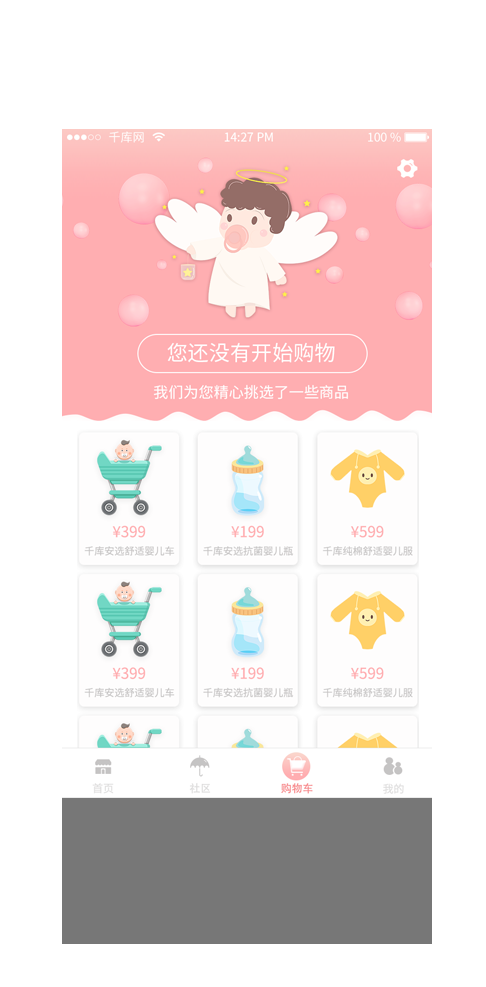 千库网 14:27 PM 100 %
您还没有开始购物
我们为您精心挑选了一些商品
¥399 ¥199 ¥599
千库安选舒适婴儿车 千库安选抗菌婴儿瓶 千库纯棉舒适婴儿服
¥399 ¥199 ¥599
千库安选舒适婴儿车 千库安选抗菌婴儿瓶 千库纯棉舒适婴儿服
首页 社区 购物车 我的